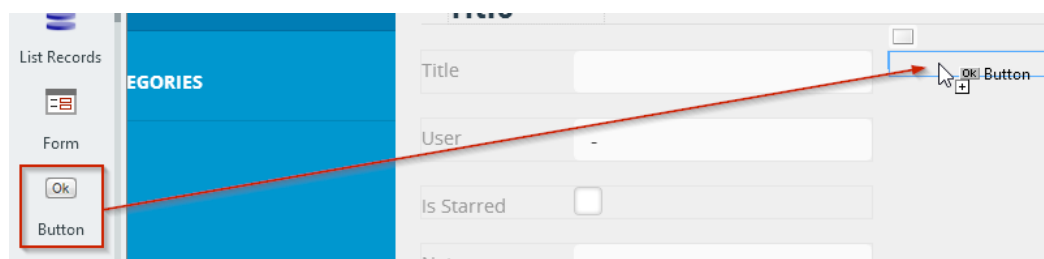 Title
List Records
EGORIES
Title
OK Button
Form
User
-
Ok
Is Starred
Button